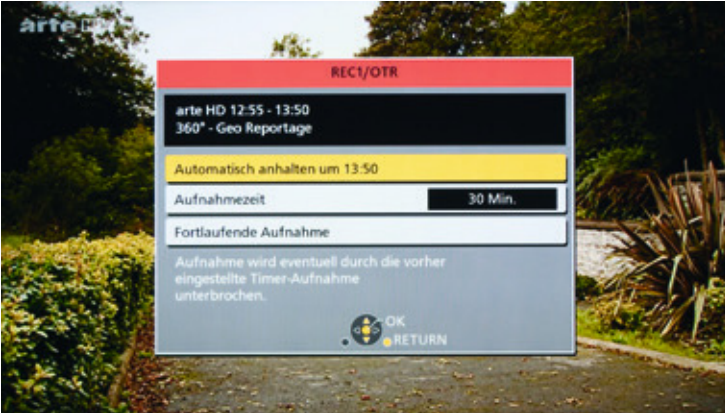 arte HD
REC1/OTR
arte HD 12:55 - 13:50
360° - Geo Reportage
Automatisch anhalten um 13:50
Aufnahmezeit 30 Min.
Fortlaufende Aufnahme
Aufnahme wird eventuell durch die vorher
eingestellte Timer-Aufnahme
unterbrochen.
OK
RETURN